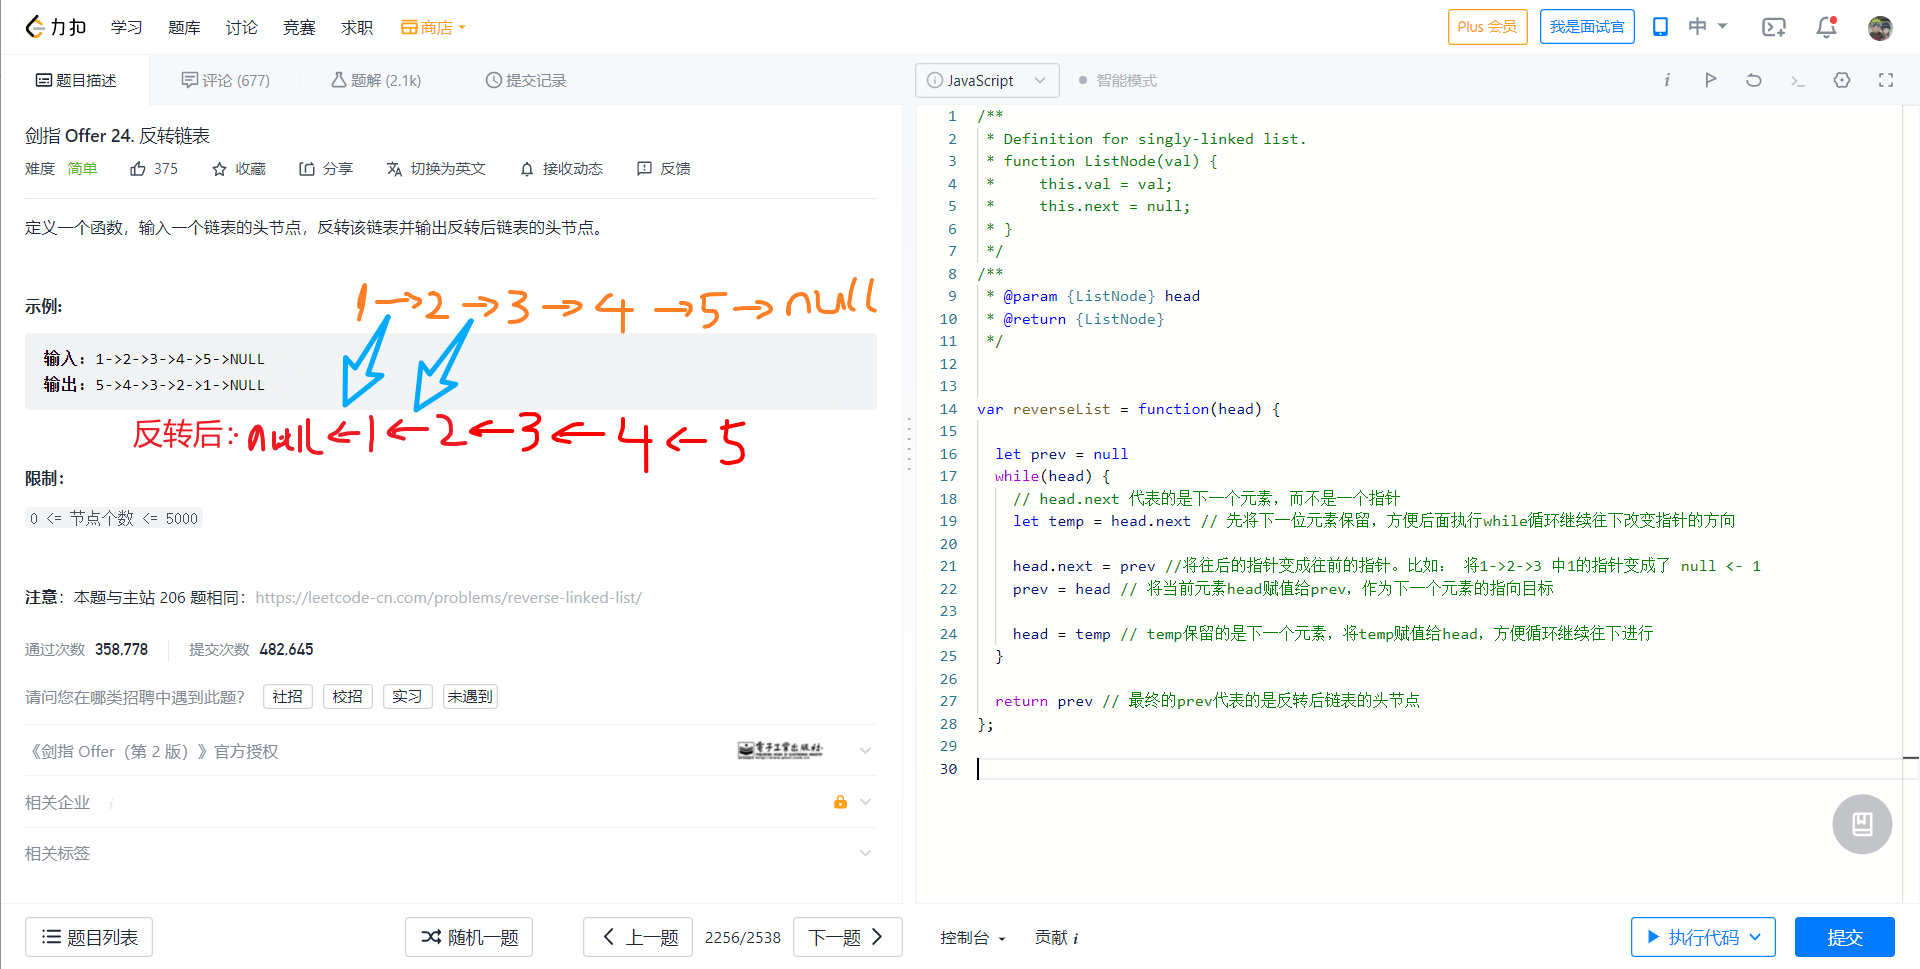 力扣 学习 题库 讨论 竞赛 求职 商店 Plus 会员 我是面试官 中
题目描述 评论 (677) 题解 (2.1k) 提交记录
剑指 Offer 24. 反转链表
难度 简单 375 收藏 分享 切换为英文 接收动态 反馈
定义一个函数，输入一个链表的头节点，反转该链表并输出反转后链表的头节点。
1→2→3→4→5→null
示例:
输入: 1->2->3->4->5->NULL
输出: 5->4->3->2->1->NULL
反转后: null←1←2←3←4←5
限制:
0 <= 节点个数 <= 5000
注意：本题与主站 206 题相同：https://leetcode-cn.com/problems/reverse-linked-list/
通过次数 358,778 提交次数 482,645
请问您在哪类招聘中遇到此题? 社招 校招 实习 未遇到
《剑指 Offer（第 2 版）》官方授权 电子工业出版社
相关企业 i
相关标签
题目列表 随机一题 上一题 2256/2538 下一题
i JavaScript 智能模式 i
1 /**
2 * Definition for singly-linked list.
3 * function ListNode(val) {
4 *     this.val = val;
5 *     this.next = null;
6 * }
7 */
8 /**
9 * @param {ListNode} head
10 * @return {ListNode}
11 */
12
13
14 var reverseList = function(head) {
15
16 let prev = null
17 while(head) {
18 // head.next 代表的是下一个元素，而不是一个指针
19 let temp = head.next // 先将下一位元素保留，方便后面执行while循环继续往下改变指针的方向
20
21 head.next = prev //将往后的指针变成往前的指针。比如： 将1->2->3 中1的指针变成了 null <- 1
22 prev = head // 将当前元素head赋值给prev，作为下一个元素的指向目标
23
24 head = temp // temp保留的是下一个元素，将temp赋值给head，方便循环继续往下进行
25 }
26
27 return prev // 最终的prev代表的是反转后链表的头节点
28 };
29
30
控制台 贡献 i 执行代码 提交